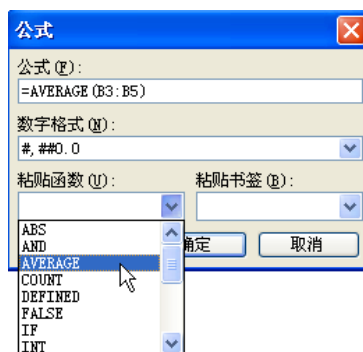 公式
公式(F):
=AVERAGE(B3:B5)
数字格式(N):
#,##0.0
粘贴函数(U): 粘贴书签(B):
确定 取消
ABS
AND
AVERAGE
COUNT
DEFINED
FALSE
IF
INT